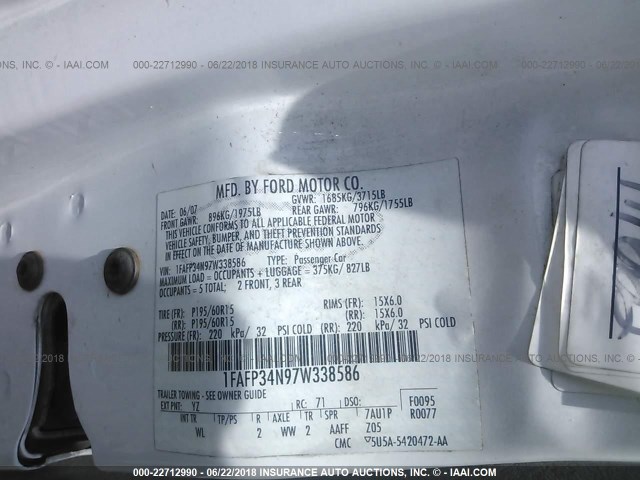 TIONS, INC. © - IAAI.COM 000-22712990 - 06/22/2018 INSURANCE AUTO AUCTIONS, INC. © - IAAI.COM 000-22712990 - 0
MFD. BY FORD MOTOR CO.
DATE: 06/07 GVWR: 1685KG/3715LB
FRONT GAWR: 896KG/1975LB REAR GAWR: 796KG/1755LB
THIS VEHICLE CONFORMS TO ALL APPLICABLE FEDERAL MOTOR
VEHICLE SAFETY, BUMPER, AND THEFT PREVENTION STANDARDS
IN EFFECT ON THE DATE OF MANUFACTURE SHOWN ABOVE.
VIN: 1FAFP34N97W338586 TYPE: Passenger Car
MAXIMUM LOAD = OCCUPANTS + LUGGAGE = 375KG/ 827LB
OCCUPANTS = 5 TOTAL: 2 FRONT, 3 REAR
TIRE (FR): P195/60R15 RIMS (FR): 15X6.0
(RR): P195/60R15 (RR): 15X6.0
PRESSURE (FR): 220 kPa/ 32 PSI COLD (RR): 220 kPa/ 32 PSI COLD
1FAFP34N97W338586
TRAILER TOWING - SEE OWNER GUIDE
EXT PNT: YZ RC: 71 DSO: F0095
INT TR TP/PS R AXLE TR SPR 7AU1P R0077
WL 2 WW 2 AAFF Z05
CMC ▽5U5A-5420472-AA
000-22712990 - 06/22/2018 INSURANCE AUTO AUCTIONS, INC. © - IAAI.COM